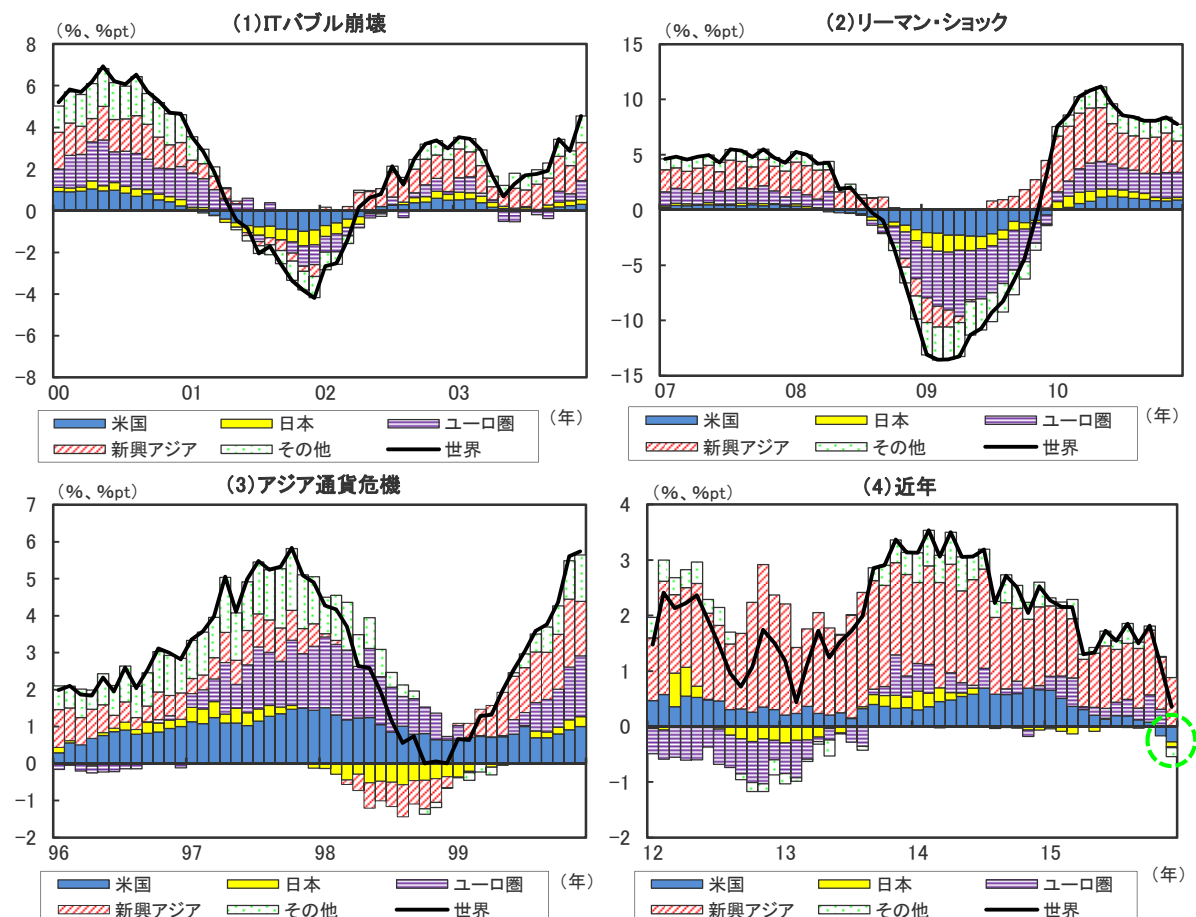 (1)ITバブル崩壊
(%、%pt)
8
6
4
2
0
−2
−4
−6
−8
00 01 02 03
(年)
米国 日本 ユーロ圏
新興アジア その他 世界
(2)リーマン・ショック
(%、%pt)
15
10
5
0
−5
−10
−15
07 08 09 10
(年)
米国 日本 ユーロ圏
新興アジア その他 世界
(3)アジア通貨危機
(%、%pt)
7
6
5
4
3
2
1
0
−1
−2
96 97 98 99
(年)
米国 日本 ユーロ圏
新興アジア その他 世界
(4)近年
(%、%pt)
4
3
2
1
0
−1
−2
12 13 14 15
(年)
米国 日本 ユーロ圏
新興アジア その他 世界